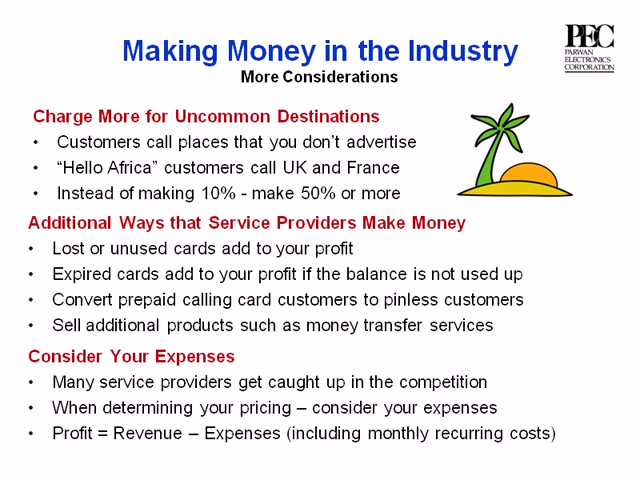 Making Money in the Industry
More Considerations
PEC
PARWAN
ELECTRONICS
CORPORATION
Charge More for Uncommon Destinations
• Customers call places that you don’t advertise
• “Hello Africa” customers call UK and France
• Instead of making 10% - make 50% or more
Additional Ways that Service Providers Make Money
• Lost or unused cards add to your profit
• Expired cards add to your profit if the balance is not used up
• Convert prepaid calling card customers to pinless customers
• Sell additional products such as money transfer services
Consider Your Expenses
• Many service providers get caught up in the competition
• When determining your pricing – consider your expenses
• Profit = Revenue – Expenses (including monthly recurring costs)